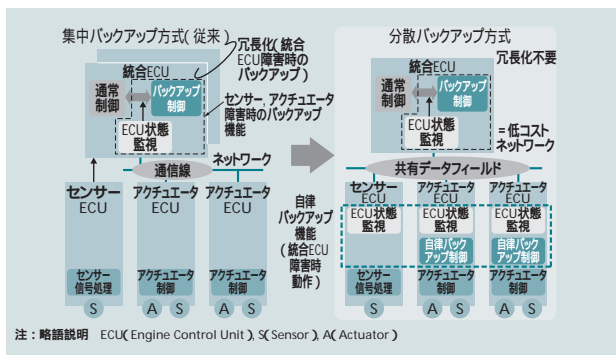 集中バックアップ方式(従来)
冗長化(統合
ECU障害時の
バックアップ)
統合ECU
通常
制御
バックアップ
制御
ECU状態
監視
センサー,アクチュエータ
障害時のバックアップ
機能
ネットワーク
通信線
センサー
ECU
アクチュエータ
ECU
アクチュエータ
ECU
センサー
信号処理
アクチュエータ
制御
アクチュエータ
制御
S
A
S
A
S
自律
バックアップ
機能
(統合ECU
障害時
動作)
分散バックアップ方式
冗長化不要
統合ECU
通常
制御
バックアップ
制御
ECU状態
監視
=低コスト
ネットワーク
共有データフィールド
センサー
ECU
アクチュエータ
ECU
アクチュエータ
ECU
ECU状態
監視
ECU状態
監視
ECU状態
監視
自律バック
アップ制御
自律バック
アップ制御
センサー
信号処理
アクチュエータ
制御
アクチュエータ
制御
S
A
S
A
S
注:略語説明 ECU(Engine Control Unit), S(Sensor), A(Actuator)